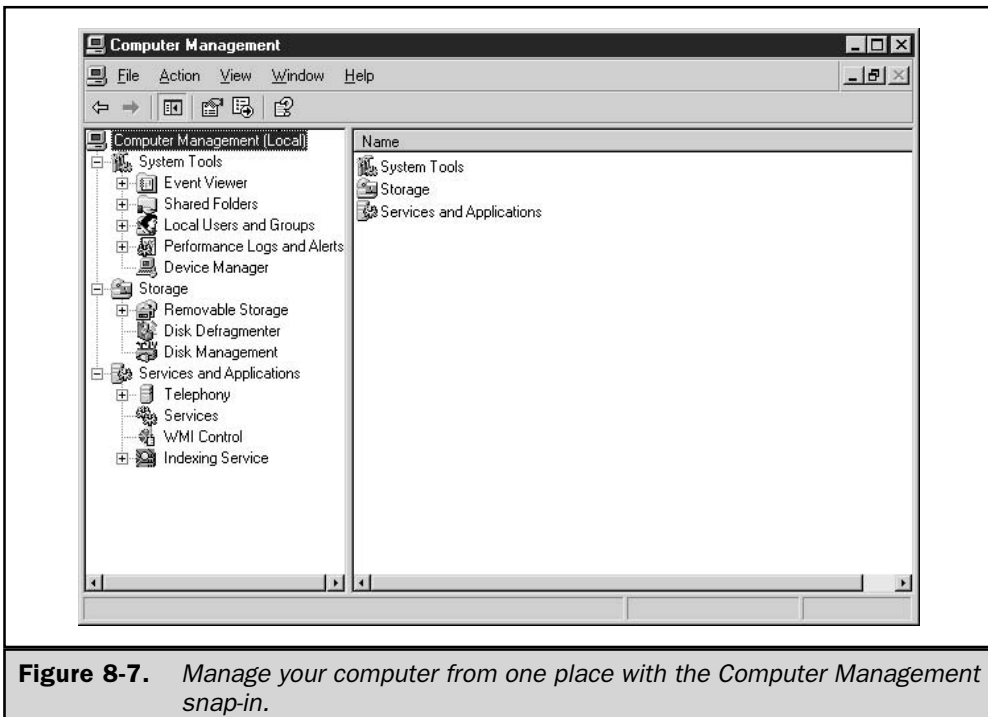 Computer Management
File Action View Window Help
Computer Management (Local)
System Tools
Event Viewer
Shared Folders
Local Users and Groups
Performance Logs and Alerts
Device Manager
Storage
Removable Storage
Disk Defragmenter
Disk Management
Services and Applications
Telephony
Services
WMI Control
Indexing Service
Name
System Tools
Storage
Services and Applications
Figure 8-7. Manage your computer from one place with the Computer Management
snap-in.